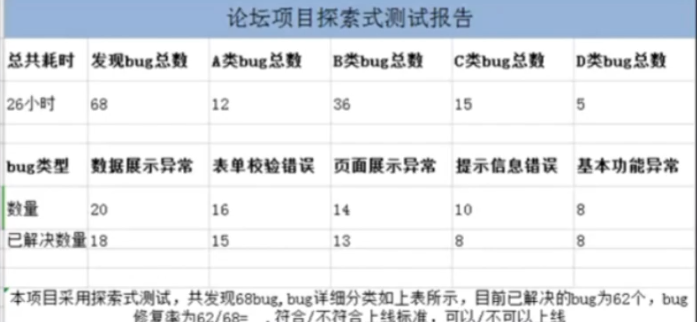 论坛项目探索式测试报告
总共耗时 发现bug总数 A类bug总数 B类bug总数 C类bug总数 D类bug总数
26小时 68 12 36 15 5
bug类型 数据展示异常 表单校验错误 页面展示异常 提示信息错误 基本功能异常
数量 20 16 14 10 8
已解决数量 18 15 13 8 8
本项目采用探索式测试，共发现68bug,bug详细分类如上表所示，目前已解决的bug为62个，bug
修复率为62/68= ，符合/不符合上线标准，可以/不可以上线